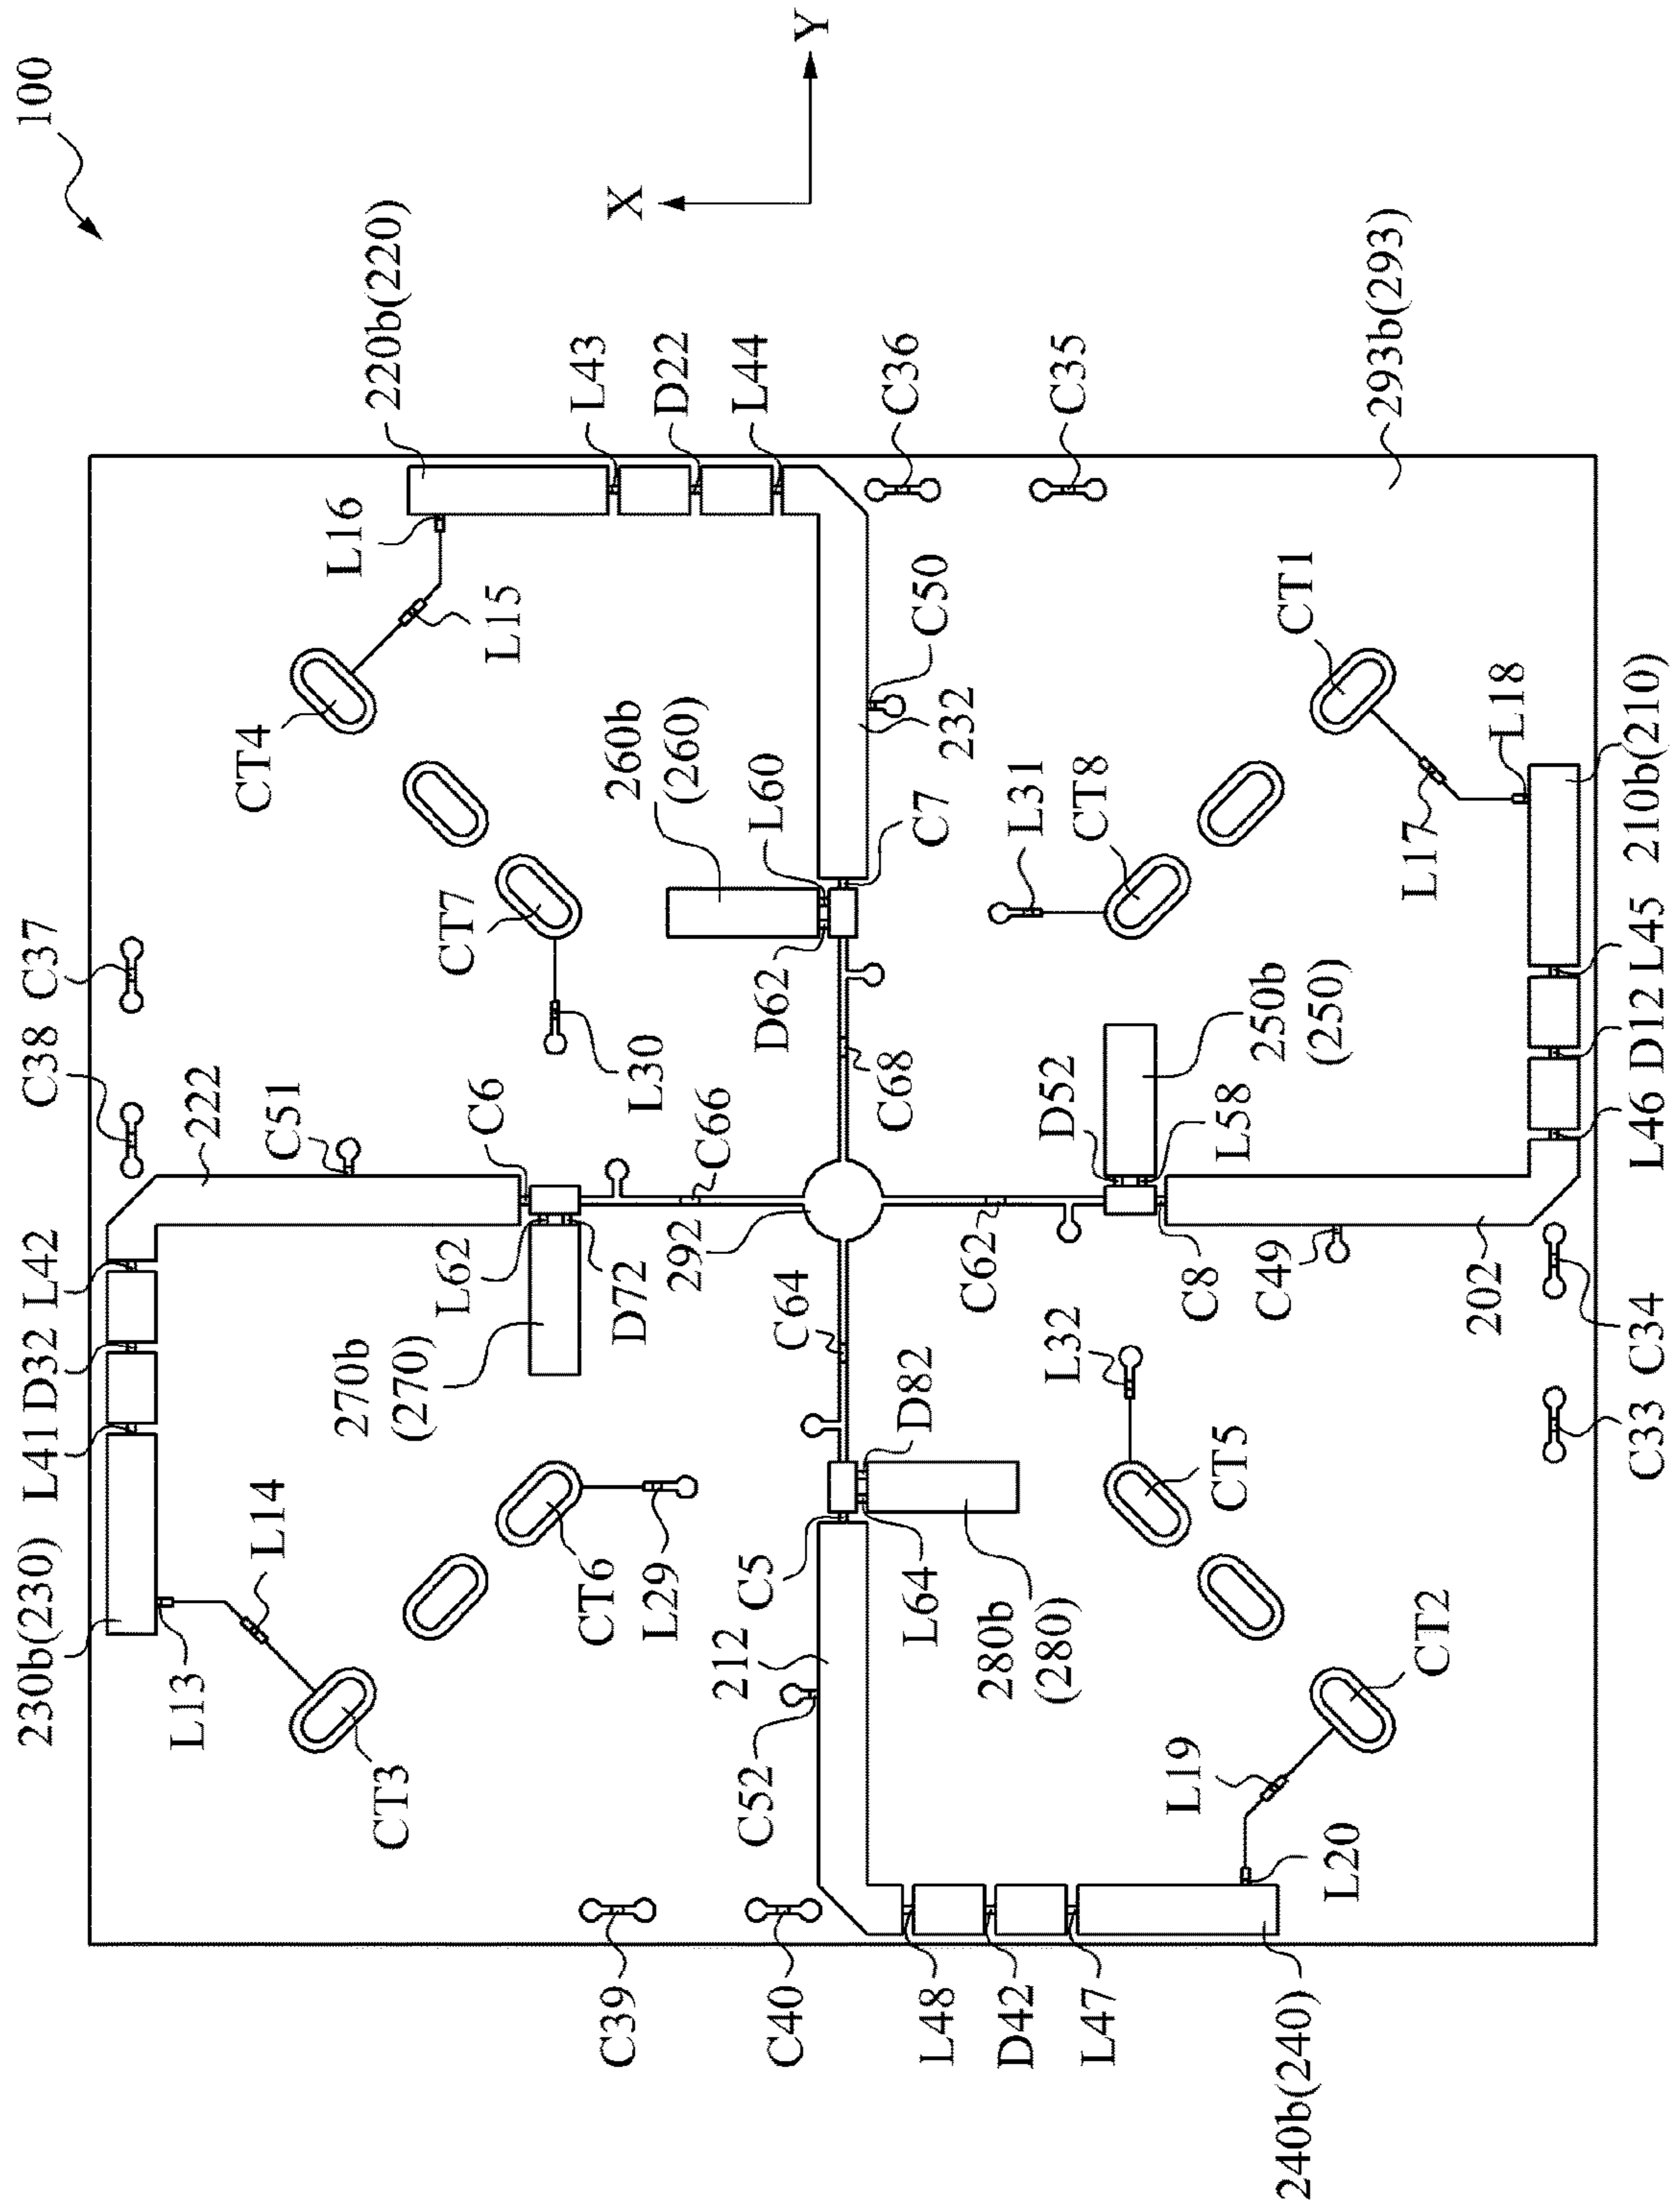 100
X
Y
220b(220)
L43
D22
L44
C36
C35
293b(293)
L16
L15
CT4
C50
232
CT1
L18
210b(210)
L17
260b
(260)
L60
C7
L31
CT8
CT7
D62
L30
C68
250b
(250)
L45
D12
L46
C37
C38
222
C51
C6
C66
D52
L58
292
C62
C8
C49
202
C34
C33
L42
D32
L41
L62
D72
270b
(270)
C64
D82
L32
CT5
230b(230)
L14
L13
CT3
CT6
L29
C5
L64
212
280b
(280)
C52
CT2
L19
L20
C39
C40
L48
D42
L47
240b(240)